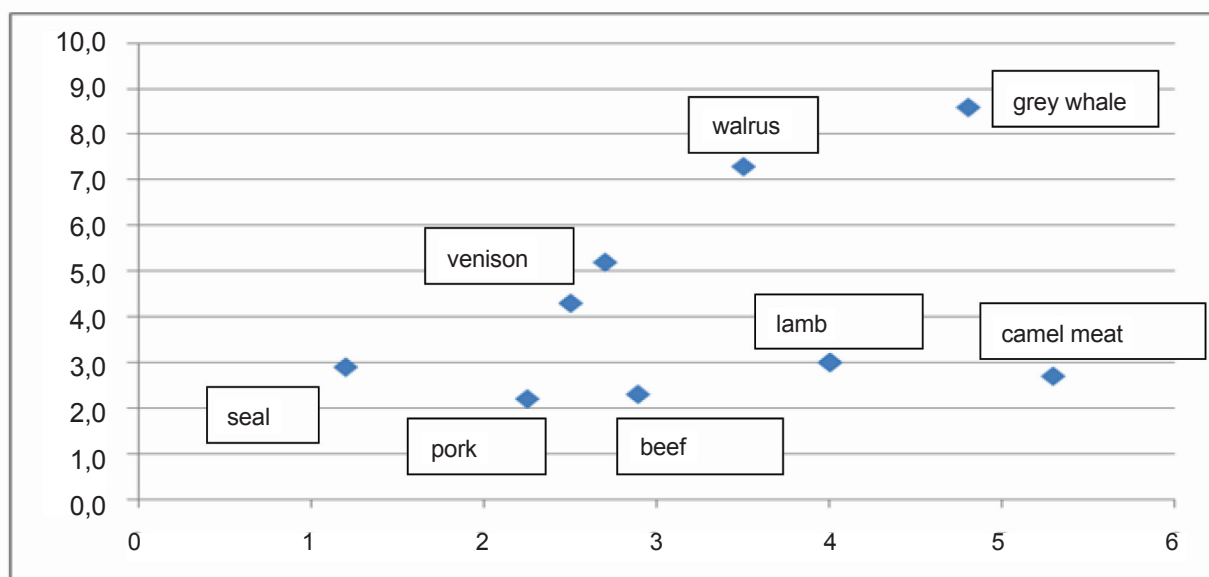 10,0
9,0
grey whale
8,0
walrus
7,0
6,0
venison
5,0
4,0
lamb
camel meat
3,0
2,0
seal
pork
beef
1,0
0,0
0 1 2 3 4 5 6